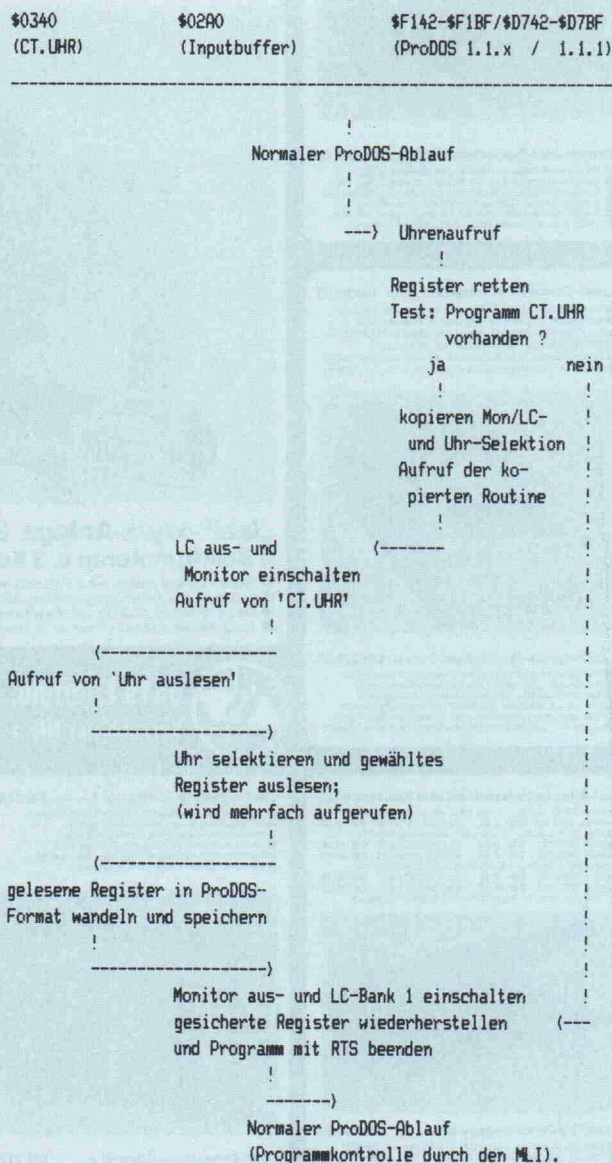 $0340 $02A0 $F142-$F1BF/$D742-$D7BF
(CT.UHR) (Inputbuffer) (ProDOS 1.1.x / 1.1.1)
Normaler ProDOS-Ablauf
---> Uhrenaufruf
Register retten
Test: Programm CT.UHR
vorhanden ?
ja nein
kopieren Mon/LC-
und Uhr-Selektion
Aufruf der ko-
pierten Routine
LC aus- und
Monitor einschalten
Aufruf von 'CT.UHR'
Aufruf von `Uhr auslesen'
Uhr selektieren und gewähltes
Register auslesen;
(wird mehrfach aufgerufen)
gelesene Register in ProDOS-
Format wandeln und speichern
Monitor aus- und LC-Bank 1 einschalten
gesicherte Register wiederherstellen
und Programm mit RTS beenden
Normaler ProDOS-Ablauf
(Programmkontrolle durch den MLI).